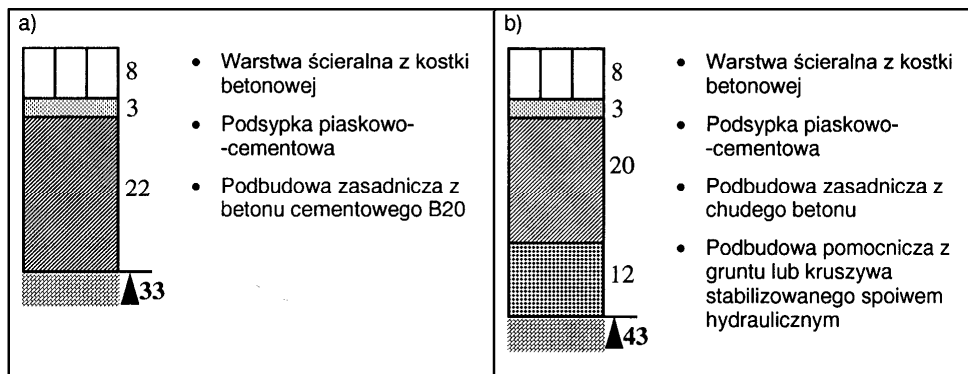 a)
8
3
22
33
• Warstwa ścieralna z kostki
betonowej
• Podsypka piaskowo-
-cementowa
• Podbudowa zasadnicza z
betonu cementowego B20
b)
8
3
20
12
43
• Warstwa ścieralna z kostki
betonowej
• Podsypka piaskowo-
-cementowa
• Podbudowa zasadnicza z
chudego betonu
• Podbudowa pomocnicza z
gruntu lub kruszywa
stabilizowanego spoiwem
hydraulicznym